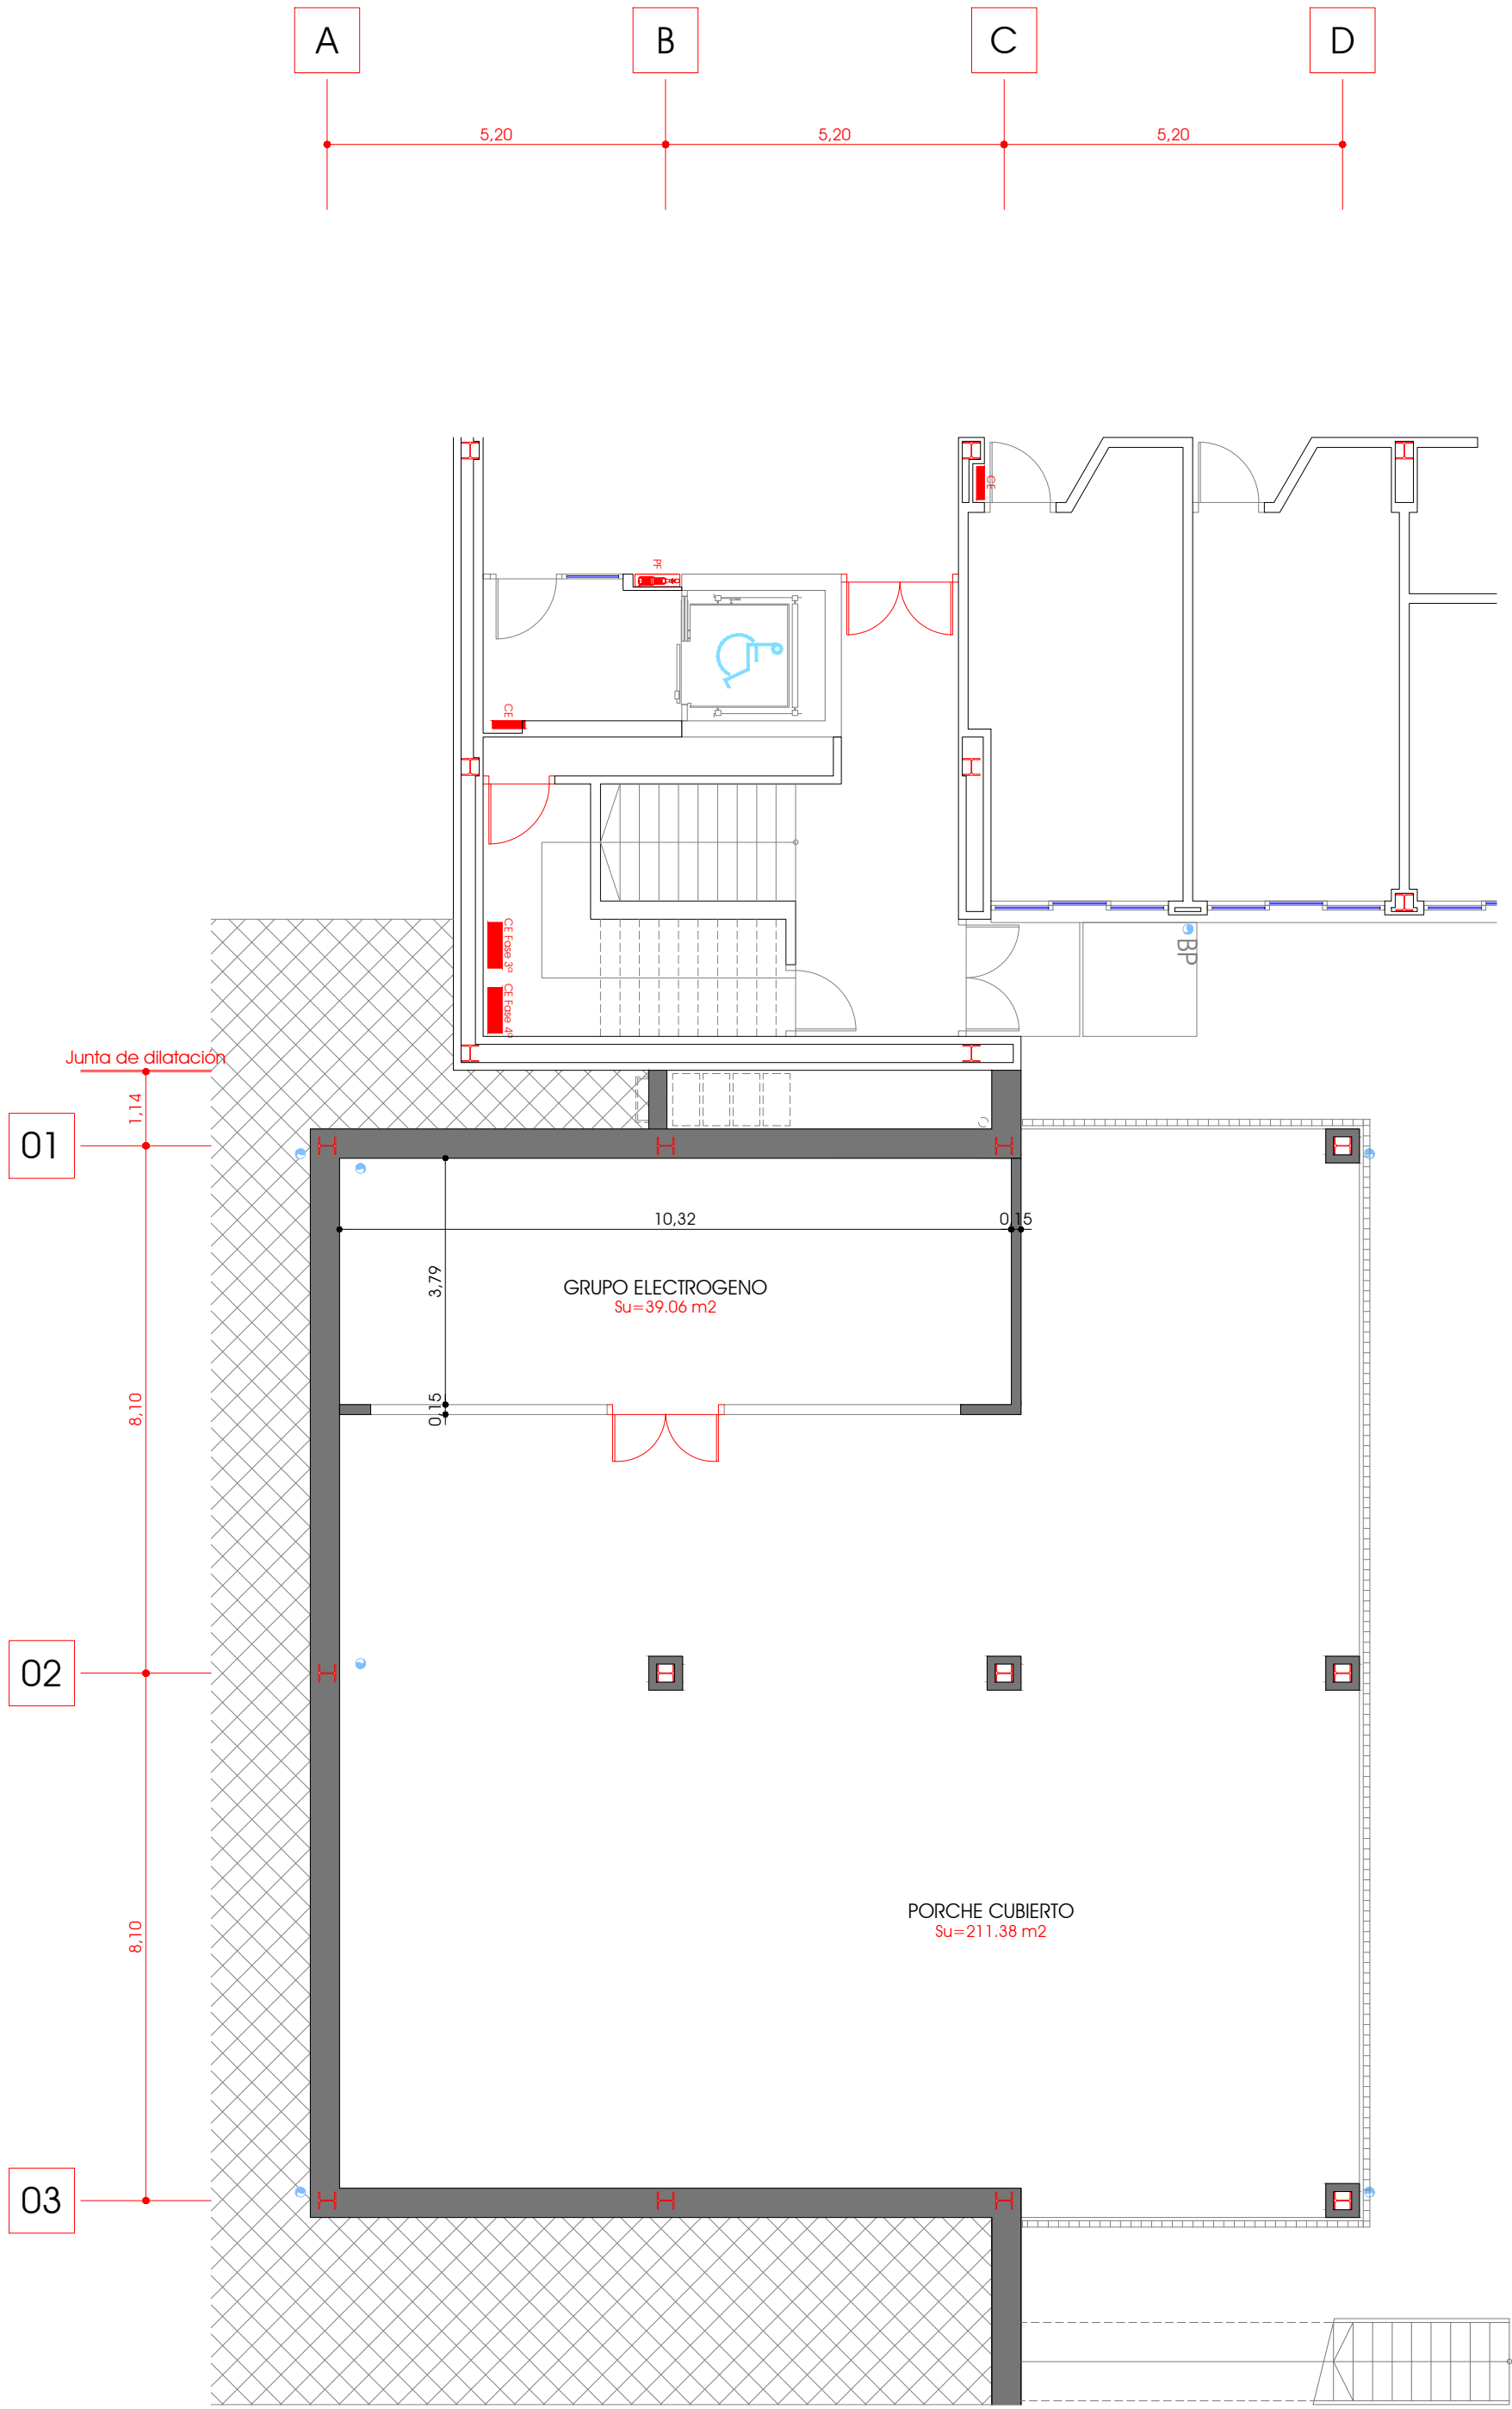 A
B
C
D
5,20
5,20
5,20
CE
PF
CE
CE Fase 3º
CE Fase 4º
BP
Junta de dilatación
1,14
01
10,32
0,15
3,79
GRUPO ELECTROGENO
Su=39.06 m2
8,10
0,15
02
8,10
PORCHE CUBIERTO
Su=211.38 m2
03